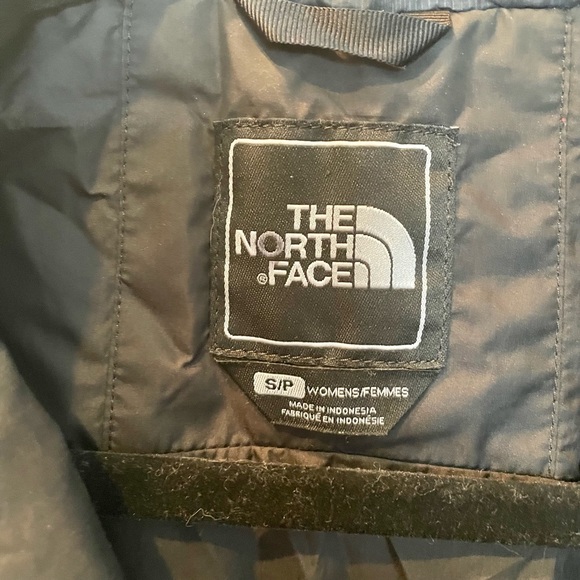 THE
NORTH
®FACE
S/P WOMENS/FEMMES
MADE IN INDONESIA
FABRIQUÉ EN INDONÉSIE